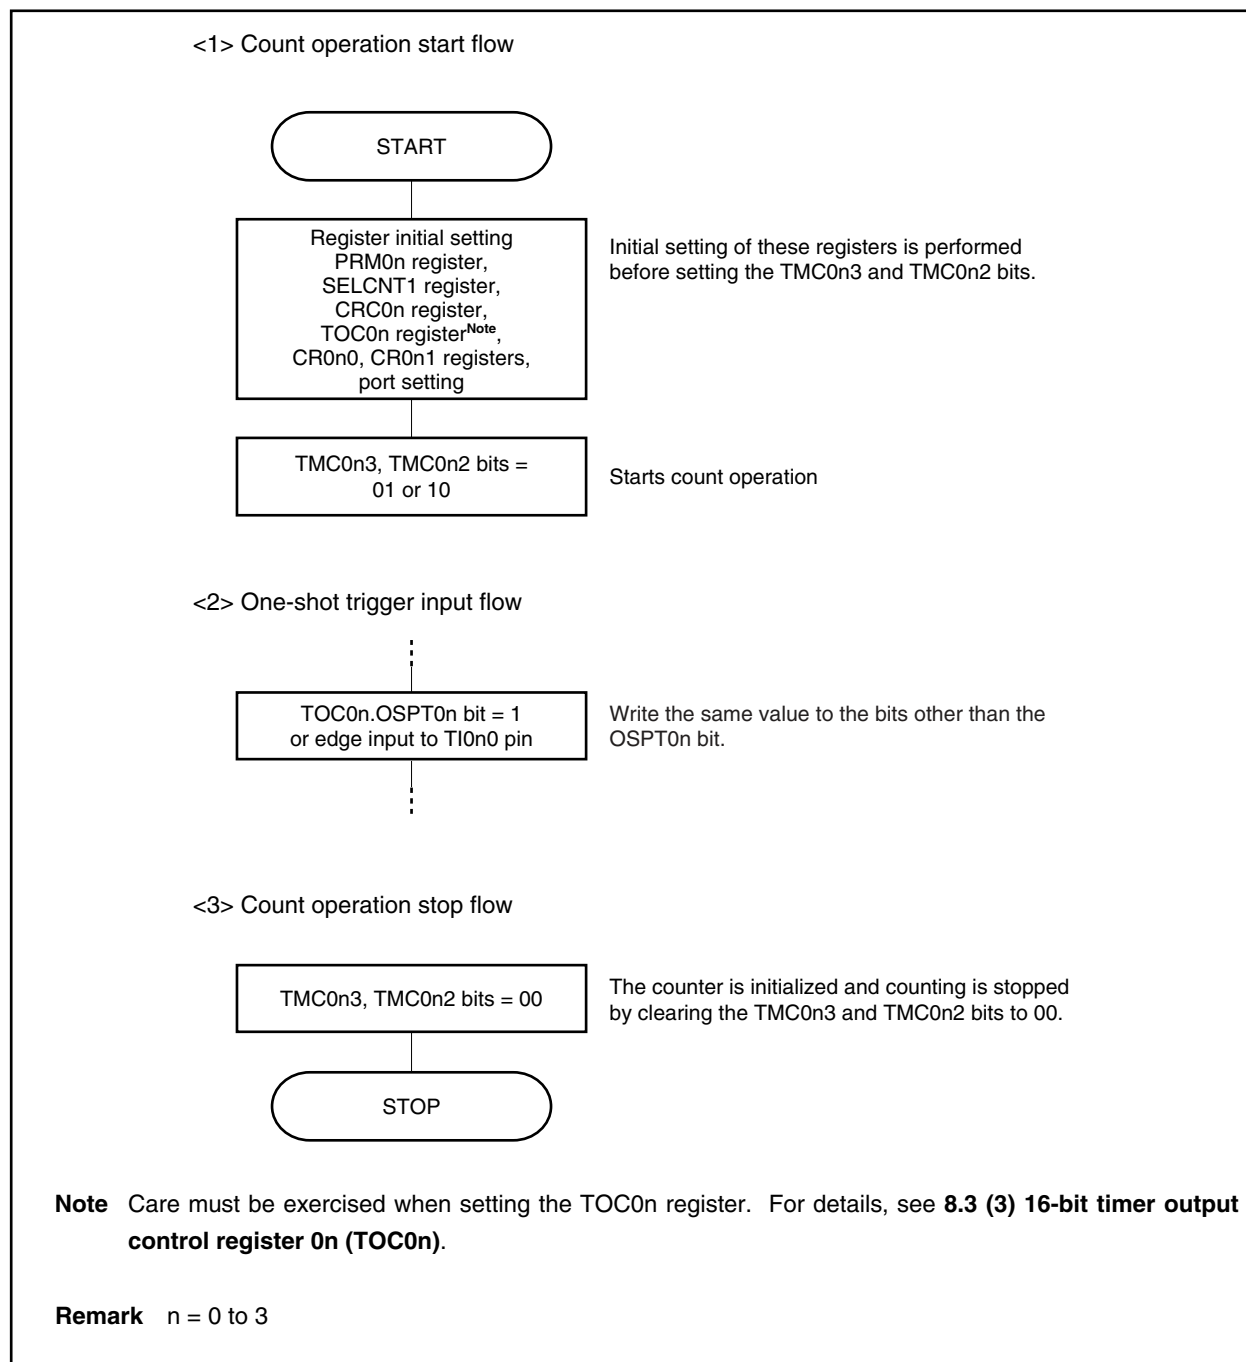 <1> Count operation start flow
START
Register initial setting
PRM0n register,
SELCNT1 register,
CRC0n register,
TOC0n registerNote,
CR0n0, CR0n1 registers,
port setting
Initial setting of these registers is performed
before setting the TMC0n3 and TMC0n2 bits.
TMC0n3, TMC0n2 bits =
01 or 10
Starts count operation
<2> One-shot trigger input flow
TOC0n.OSPT0n bit = 1
or edge input to TI0n0 pin
Write the same value to the bits other than the
OSPT0n bit.
<3> Count operation stop flow
TMC0n3, TMC0n2 bits = 00
The counter is initialized and counting is stopped
by clearing the TMC0n3 and TMC0n2 bits to 00.
STOP
Note Care must be exercised when setting the TOC0n register. For details, see 8.3 (3) 16-bit timer output
control register 0n (TOC0n).
Remark n = 0 to 3